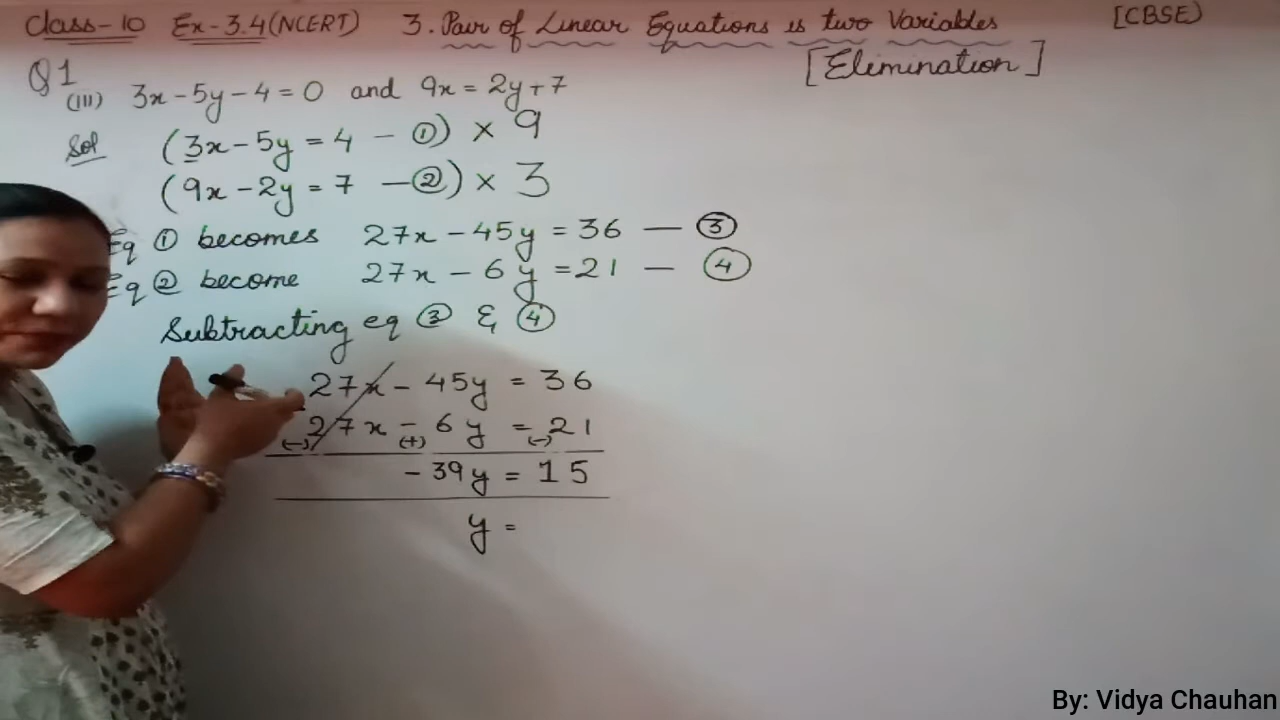 Class-10 Ex-3.4(NCERT) 3. Pair of Linear Equations is two Variables [CBSE)
[Elimination]
Q1
(III) 3x-5y-4=0 and 9x=2y+7
Sol (3x-5y=4 -①) × 9
(9x-2y=7 -②) × 3
Eq ① becomes 27x-45y=36 — ③
Eq ② become 27x-6y=21 — ④
Subtracting eq ③ & ④
27x-45y=36
27x-6y=21
(-) (+) (-)
-39y=15
y=
By: Vidya Chauhan